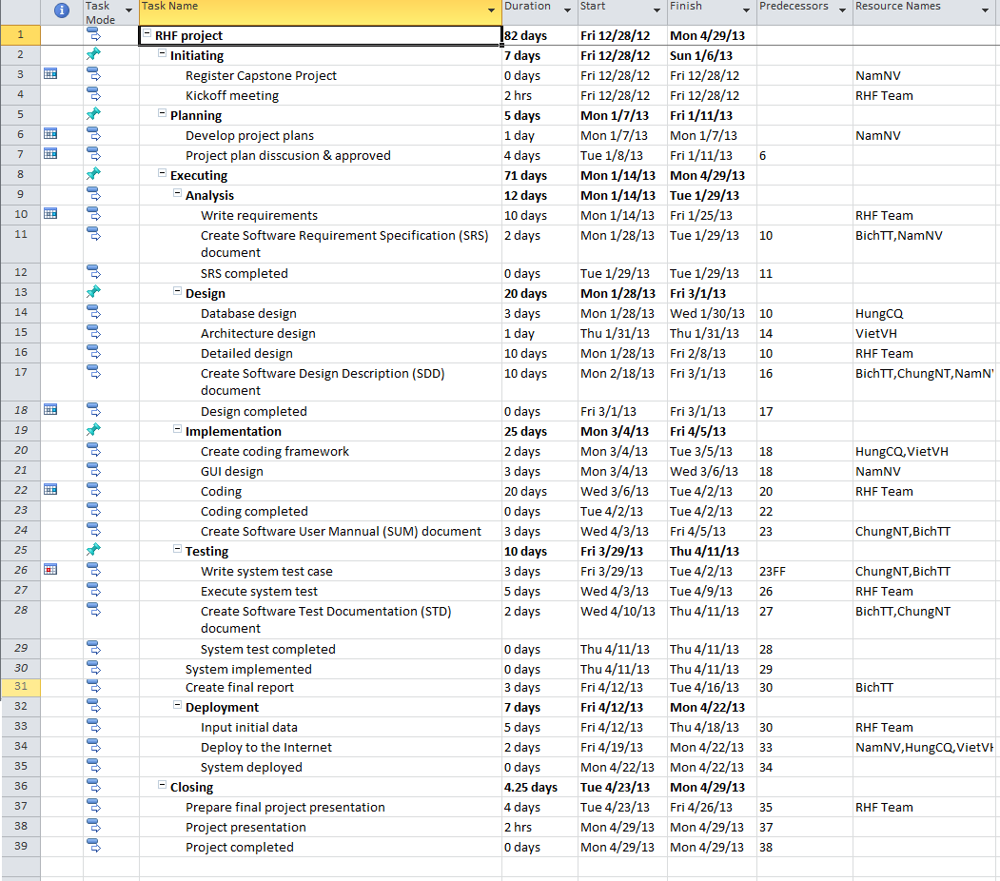 Task Mode Task Name Duration Start Finish Predecessors Resource Names
1 RHF project 82 days Fri 12/28/12 Mon 4/29/13
2 Initiating 7 days Fri 12/28/12 Sun 1/6/13
3 Register Capstone Project 0 days Fri 12/28/12 Fri 12/28/12 NamNV
4 Kickoff meeting 2 hrs Fri 12/28/12 Fri 12/28/12 RHF Team
5 Planning 5 days Mon 1/7/13 Fri 1/11/13
6 Develop project plans 1 day Mon 1/7/13 Mon 1/7/13 NamNV
7 Project plan disscusion & approved 4 days Tue 1/8/13 Fri 1/11/13 6
8 Executing 71 days Mon 1/14/13 Mon 4/29/13
9 Analysis 12 days Mon 1/14/13 Tue 1/29/13
10 Write requirements 10 days Mon 1/14/13 Fri 1/25/13 RHF Team
11 Create Software Requirement Specification (SRS) 2 days Mon 1/28/13 Tue 1/29/13 10 BichTT,NamNV
document
12 SRS completed 0 days Tue 1/29/13 Tue 1/29/13 11
13 Design 20 days Mon 1/28/13 Fri 3/1/13
14 Database design 3 days Mon 1/28/13 Wed 1/30/13 10 HungCQ
15 Architecture design 1 day Thu 1/31/13 Thu 1/31/13 14 VietVH
16 Detailed design 10 days Mon 1/28/13 Fri 2/8/13 10 RHF Team
17 Create Software Design Description (SDD) 10 days Mon 2/18/13 Fri 3/1/13 16 BichTT,ChungNT,NamNV
document
18 Design completed 0 days Fri 3/1/13 Fri 3/1/13 17
19 Implementation 25 days Mon 3/4/13 Fri 4/5/13
20 Create coding framework 2 days Mon 3/4/13 Tue 3/5/13 18 HungCQ,VietVH
21 GUI design 3 days Mon 3/4/13 Wed 3/6/13 18 NamNV
22 Coding 20 days Wed 3/6/13 Tue 4/2/13 20 RHF Team
23 Coding completed 0 days Tue 4/2/13 Tue 4/2/13 22
24 Create Software User Mannual (SUM) document 3 days Wed 4/3/13 Fri 4/5/13 23 ChungNT,BichTT
25 Testing 10 days Fri 3/29/13 Thu 4/11/13
26 Write system test case 3 days Fri 3/29/13 Tue 4/2/13 23FF ChungNT,BichTT
27 Execute system test 5 days Wed 4/3/13 Tue 4/9/13 26 RHF Team
28 Create Software Test Documentation (STD) 2 days Wed 4/10/13 Thu 4/11/13 27 BichTT,ChungNT
document
29 System test completed 0 days Thu 4/11/13 Thu 4/11/13 28
30 System implemented 0 days Thu 4/11/13 Thu 4/11/13 29
31 Create final report 3 days Fri 4/12/13 Tue 4/16/13 30 BichTT
32 Deployment 7 days Fri 4/12/13 Mon 4/22/13
33 Input initial data 5 days Fri 4/12/13 Thu 4/18/13 30 RHF Team
34 Deploy to the Internet 2 days Fri 4/19/13 Mon 4/22/13 33 NamNV,HungCQ,VietVH
35 System deployed 0 days Mon 4/22/13 Mon 4/22/13 34
36 Closing 4.25 days Tue 4/23/13 Mon 4/29/13
37 Prepare final project presentation 4 days Tue 4/23/13 Fri 4/26/13 35 RHF Team
38 Project presentation 2 hrs Mon 4/29/13 Mon 4/29/13 37
39 Project completed 0 days Mon 4/29/13 Mon 4/29/13 38